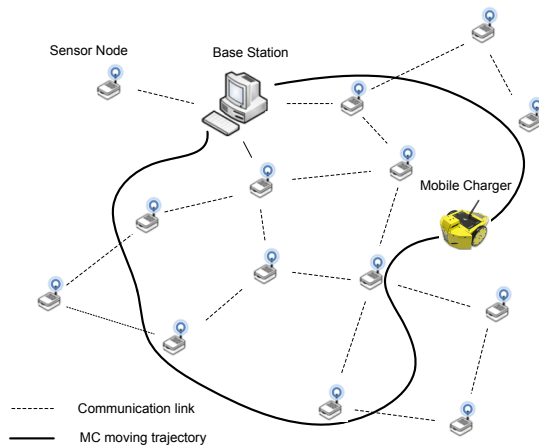 Sensor Node
Base Station
Mobile Charger
Communication link
MC moving trajectory